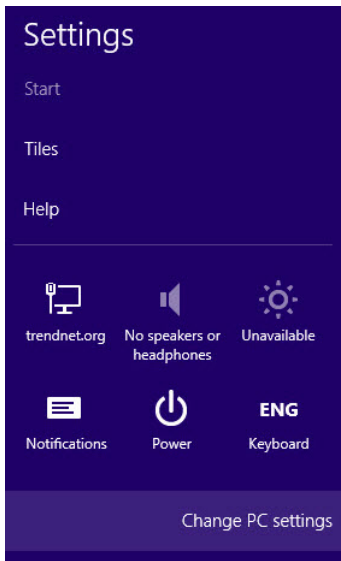 Settings
Start
Tiles
Help
trendnet.org
No speakers or
headphones
Unavailable
ENG
Notifications
Power
Keyboard
Change PC settings